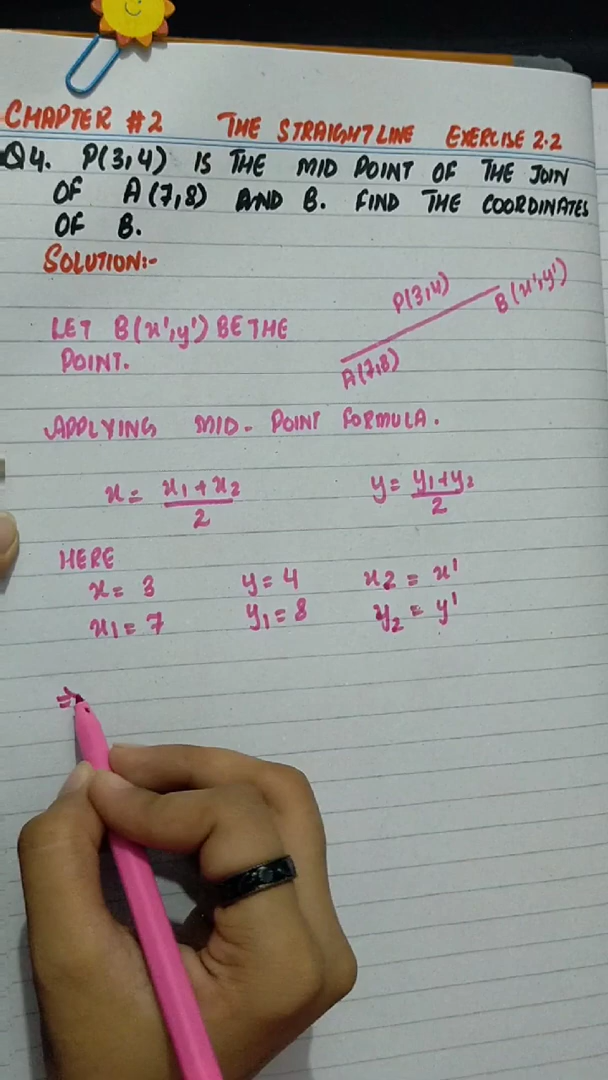 CHAPTER #2 THE STRAIGHT LINE EXERCISE 2.2
Q4. P(3,4) IS THE MID POINT OF THE JOIN
OF A(7,8) AND B. FIND THE COORDINATES
OF B.
SOLUTION:-
P(3,4) B(x',y')
LET B(x',y') BE THE
POINT.
A(7,8)
APPLYING MID-POINT FORMULA.
x = x₁ + x₂ / 2 y = y₁ + y₂ / 2
HERE
x = 3 y = 4 x2 = x'
x₁ = 7 y₁ = 8 y₂ = y'
⇒